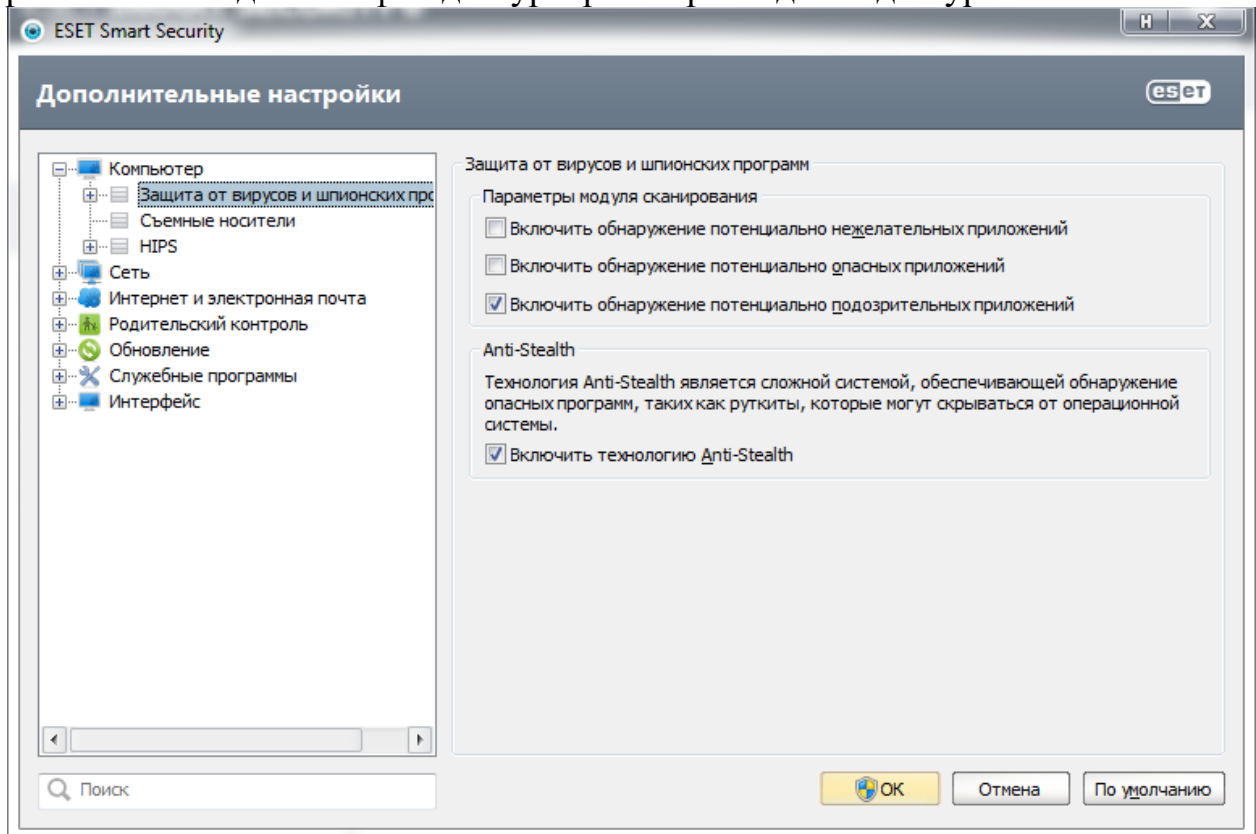 ESET Smart Security
H X
Дополнительные настройки
eset
Компьютер
Защита от вирусов и шпионских прс
Съемные носители
HIPS
Сеть
Интернет и электронная почта
Родительский контроль
Обновление
Служебные программы
Интерфейс
Поиск
Защита от вирусов и шпионских программ
Параметры модуля сканирования
Включить обнаружение потенциально нежелательных приложений
Включить обнаружение потенциально опасных приложений
Включить обнаружение потенциально подозрительных приложений
Anti-Stealth
Технология Anti-Stealth является сложной системой, обеспечивающей обнаружение
опасных программ, таких как руткиты, которые могут скрываться от операционной
системы.
Включить технологию Anti-Stealth
ОК
Отмена
По умолчанию